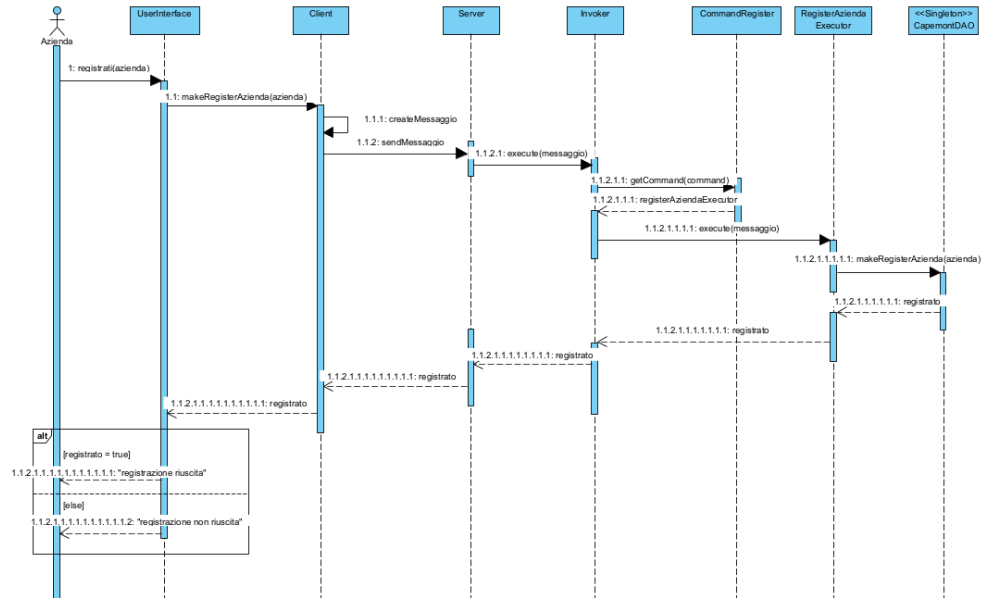 UserInterface
Client
Server
Invoker
CommandRegister
RegisterAzienda
Executor
<<Singleton>>
CapemontDAO
Azienda
1: registrati(azienda)
1.1: makeRegisterAzienda(azienda)
1.1.1: createMessaggio
1.1.2: sendMessaggio
1.1.2.1: execute(messaggio)
1.1.2.1.1: getCommand(command)
1.1.2.1.1.1: registerAziendaExecutor
1.1.2.1.1.1.1: execute(messaggio)
1.1.2.1.1.1.1.1: makeRegisterAzienda(azienda)
1.1.2.1.1.1.1.1.1: registrato
1.1.2.1.1.1.1.1.1.1: registrato
1.1.2.1.1.1.1.1.1.1.1: registrato
1.1.2.1.1.1.1.1.1.1.1.1: registrato
1.1.2.1.1.1.1.1.1.1.1.1.1: registrato
alt
[registrato = true]
1.1.2.1.1.1.1.1.1.1.1.1.1.1: "registrazione riuscita"
[else]
1.1.2.1.1.1.1.1.1.1.1.1.1.2: "registrazione non riuscita"